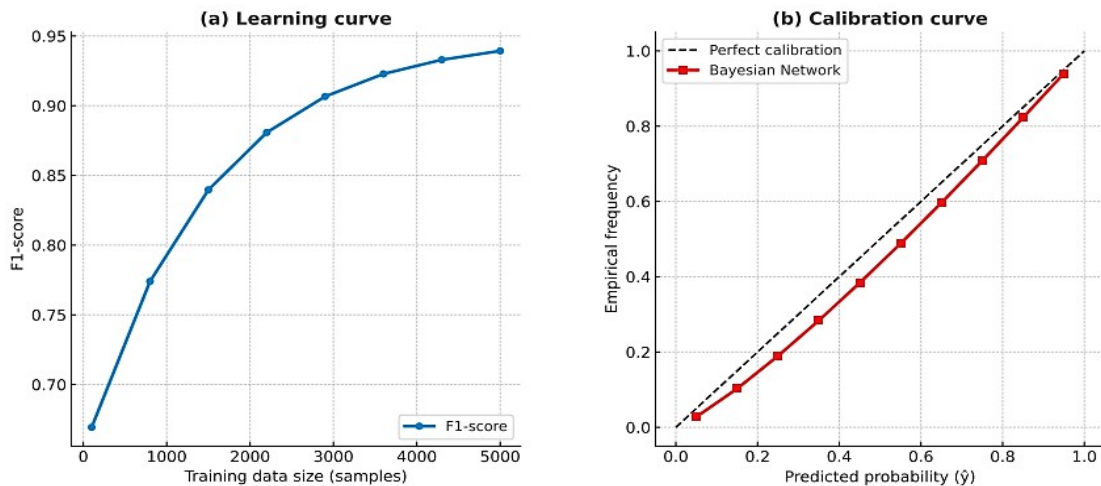 (a) Learning curve
0.95
0.90
0.85
0.80
0.75
0.70
F1-score
0
1000
2000
3000
4000
5000
Training data size (samples)
F1-score
(b) Calibration curve
1.0
0.8
0.6
0.4
0.2
0.0
Empirical frequency
Perfect calibration
Bayesian Network
0.0
0.2
0.4
0.6
0.8
1.0
Predicted probability (ŷ)